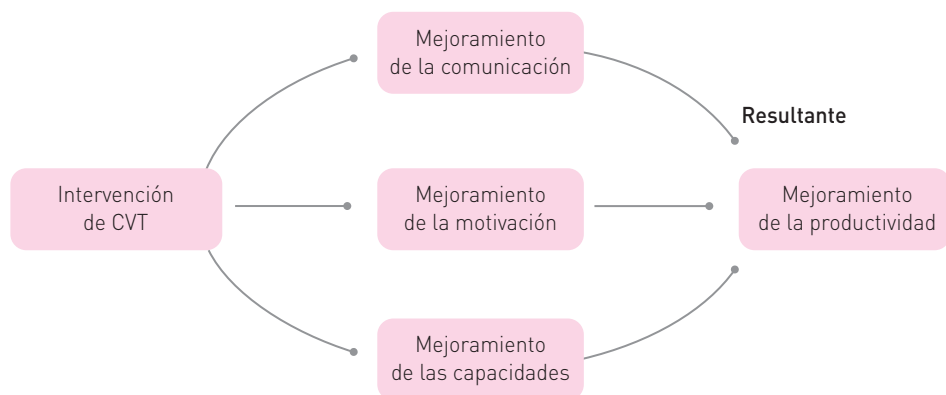 Mejoramiento
de la comunicación
Resultante
Intervención
de CVT
Mejoramiento
de la motivación
Mejoramiento
de la productividad
Mejoramiento
de las capacidades